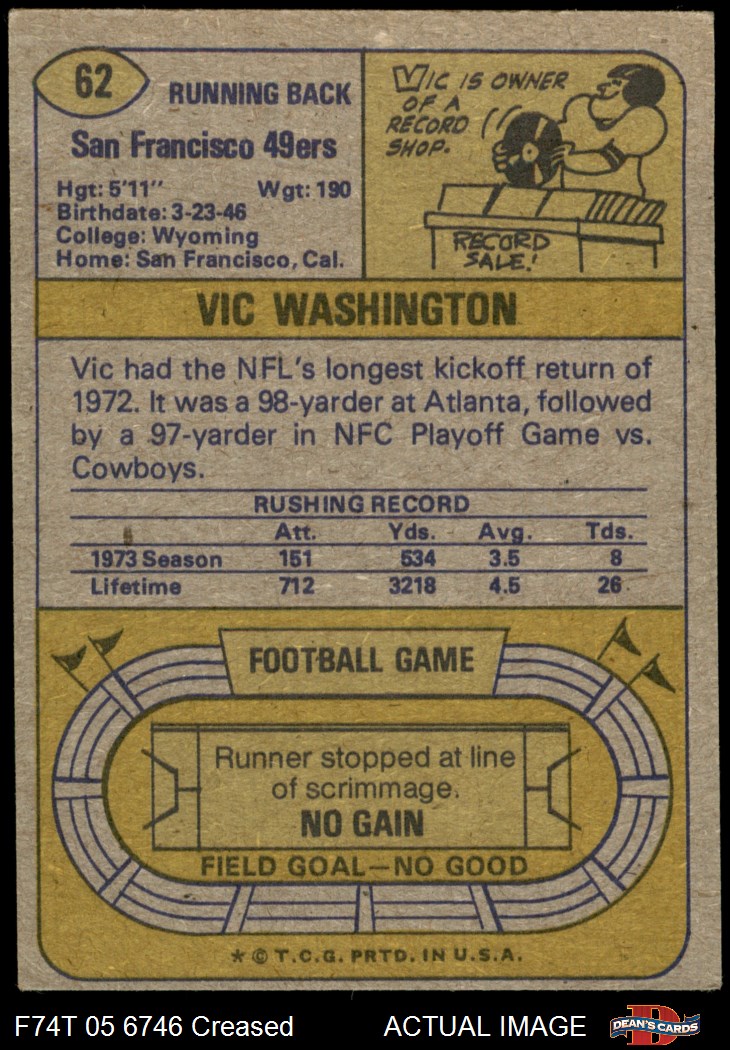 62
RUNNING BACK
San Francisco 49ers
Hgt: 5'11" Wgt: 190
Birthdate: 3-23-46
College: Wyoming
Home: San Francisco, Cal.
VIC IS OWNER
OF A
RECORD
SHOP.
RECORD
SALE!
VIC WASHINGTON
Vic had the NFL's longest kickoff return of
1972. It was a 98-yarder at Atlanta, followed
by a 97-yarder in NFC Playoff Game vs.
Cowboys.
RUSHING RECORD
Att. Yds. Avg. Tds.
1973 Season 151 534 3.5 8
Lifetime 712 3218 4.5 26
FOOTBALL GAME
Runner stopped at line
of scrimmage.
NO GAIN
FIELD GOAL—NO GOOD
* © T.C.G. PRTD. IN U.S.A.
F74T 05 6746 Creased ACTUAL IMAGE
D
DEAN'S CARDS